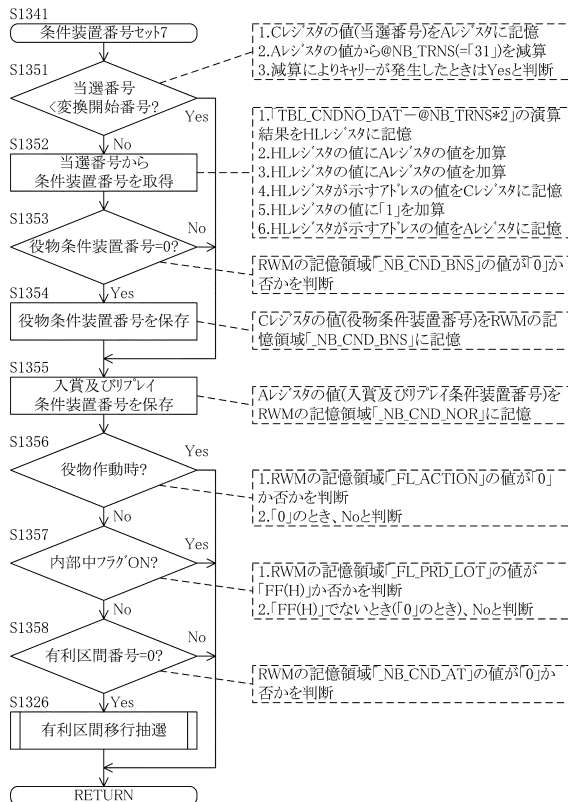 S1341
条件装置番号セット7
1.Cレジスタの値(当選番号)をAレジスタに記憶
2.Aレジスタの値から@NB_TRNS(=「31」)を減算
3.減算によりキャリーが発生したときはYesと判断
S1351
当選番号
<変換開始番号?
Yes
No
1.「TBL_CNDNO_DAT－@NB_TRNS*2」の演算
結果をHLレジスタに記憶
2.HLレジスタの値にAレジスタの値を加算
3.HLレジスタの値にAレジスタの値を加算
4.HLレジスタが示すアドレスの値をCレジスタに記憶
5.HLレジスタの値に「1」を加算
6.HLレジスタが示すアドレスの値をAレジスタに記憶
S1352
当選番号から
条件装置番号を取得
S1353
No
役物条件装置番号=0?
Yes
RWMの記憶領域「_NB_CND_BNS」の値が「0」か
否かを判断
S1354
役物条件装置番号を保存
Cレジスタの値(役物条件装置番号)をRWMの記
憶領域「_NB_CND_BNS」に記憶
S1355
入賞及びリプレイ
条件装置番号を保存
Aレジスタの値(入賞及びリプレイ条件装置番号)を
RWMの記憶領域「_NB_CND_NOR」に記憶
S1356
Yes
役物作動時?
No
1.RWMの記憶領域「_FL_ACTION」の値が「0」
か否かを判断
2.「0」のとき、Noと判断
S1357
Yes
内部中フラグON?
No
1.RWMの記憶領域「_FL_PRD_LOT」の値が
「FF(H)」か否かを判断
2.「FF(H)」でないとき(「0」のとき)、Noと判断
S1358
No
有利区間番号=0?
Yes
RWMの記憶領域「_NB_CND_AT」の値が「0」か
否かを判断
S1326
有利区間移行抽選
RETURN